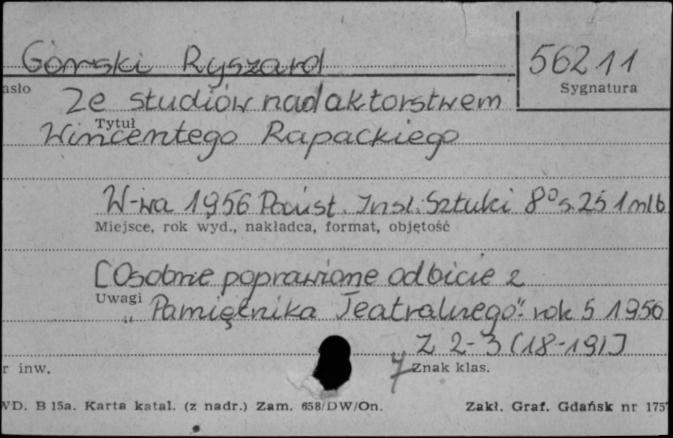 Górski Ryszard 56211
asło Sygnatura
Ze studiów nad aktorstwem
Tytuł
Wincentego Rapackiego
W-wa 1956 Państ. Inst. Sztuki 8° s. 25 1 mlb
Miejsce, rok wyd., nakładca, format, objętość
[Osobne poprawione odbicie z
Uwagi
"Pamiętnika Teatralnego". rok 5 1956
z 2-3 (18-19)]
r inw. Znak klas.
WD. B 15a. Karta katal. (z nadr.) Zam. 658/DW/On. Zakł. Graf. Gdańsk nr 175